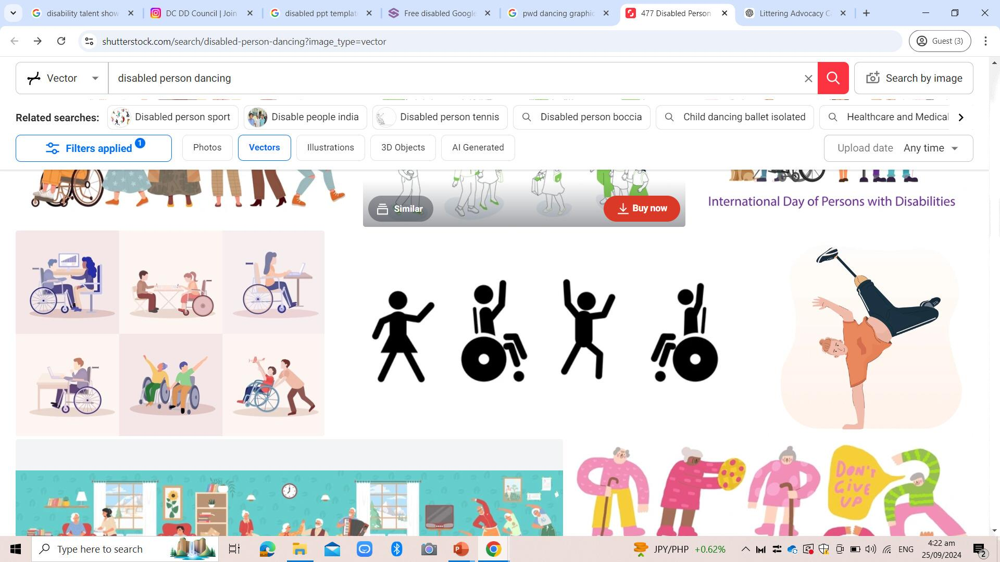 disability talent show
DC DD Council | Join
disabled ppt templat
Free disabled Google
pwd dancing graphic
477 Disabled Person
Littering Advocacy C
shutterstock.com/search/disabled-person-dancing?image_type=vector
Guest (3)
Vector
disabled person dancing
Search by image
Related searches:
Disabled person sport
Disable people india
Disabled person tennis
Disabled person boccia
Child dancing ballet isolated
Healthcare and Medical
Filters applied
1
Photos
Vectors
Illustrations
3D Objects
AI Generated
Upload date
Any time
Similar
Buy now
International Day of Persons with Disabilities
DON'T
GiVE
UP
Type here to search
JPY/PHP +0.62%
ENG
4:22 am
25/09/2024
2